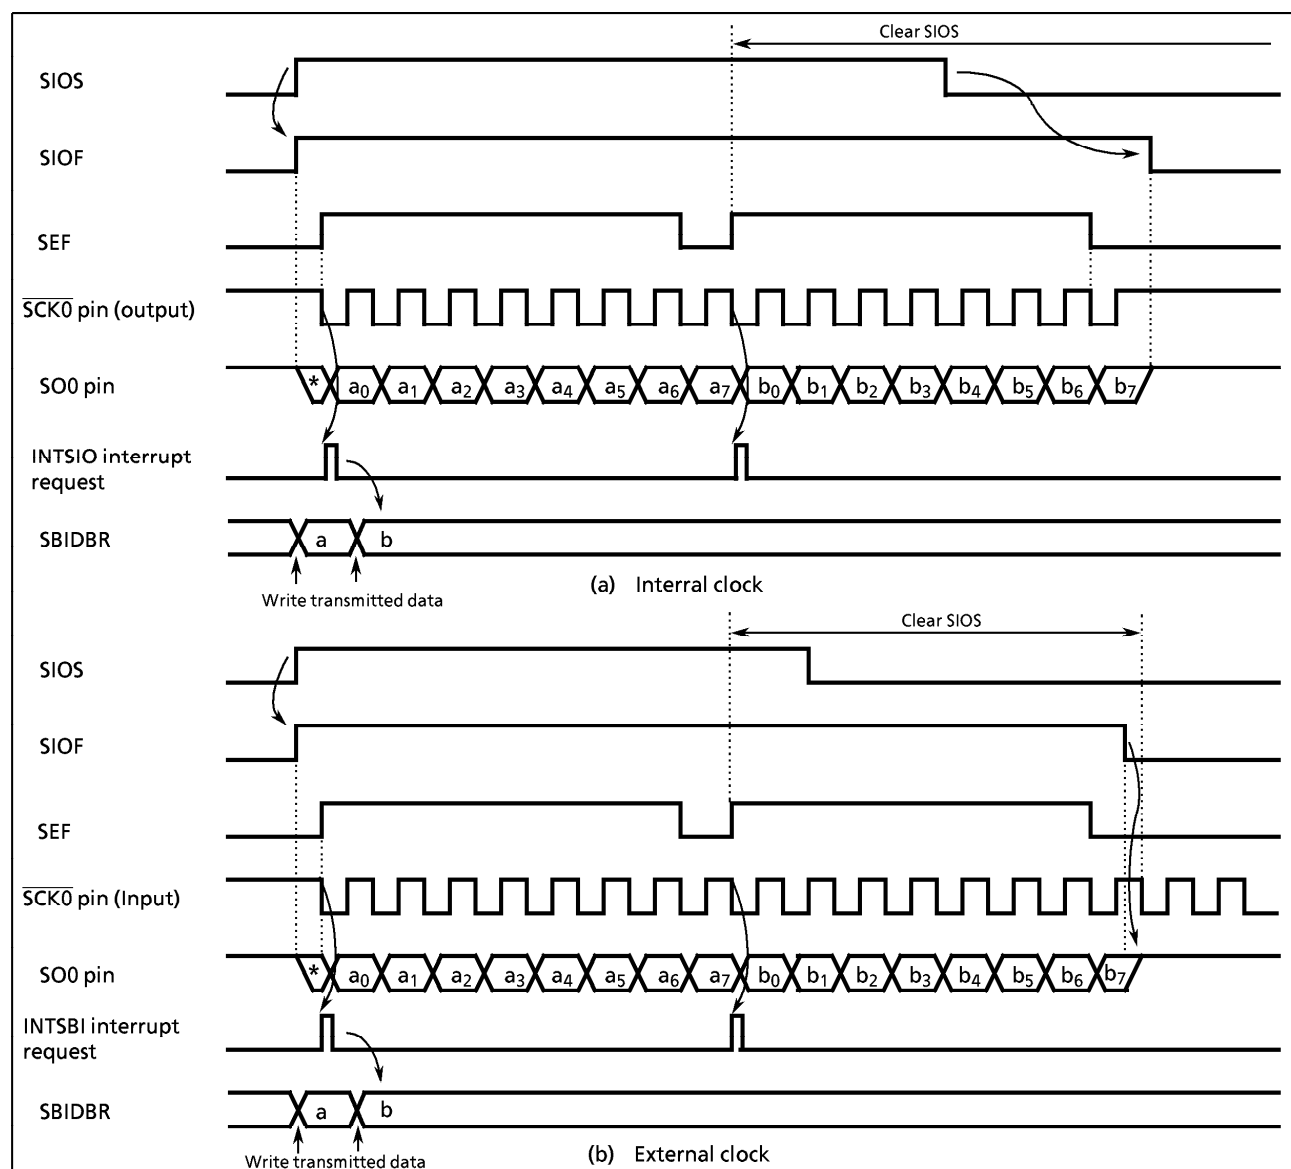 Clear SIOS
SIOS
SIOF
SEF
SCK0 pin (output)
SO0 pin
* a0 a1 a2 a3 a4 a5 a6 a7 b0 b1 b2 b3 b4 b5 b6 b7
INTSIO interrupt
request
SBIDBR
a b
Write transmitted data
(a) Interral clock
Clear SIOS
SIOS
SIOF
SEF
SCK0 pin (Input)
SO0 pin
* a0 a1 a2 a3 a4 a5 a6 a7 b0 b1 b2 b3 b4 b5 b6 b7
INTSBI interrupt
request
SBIDBR
a b
Write transmitted data
(b) External clock